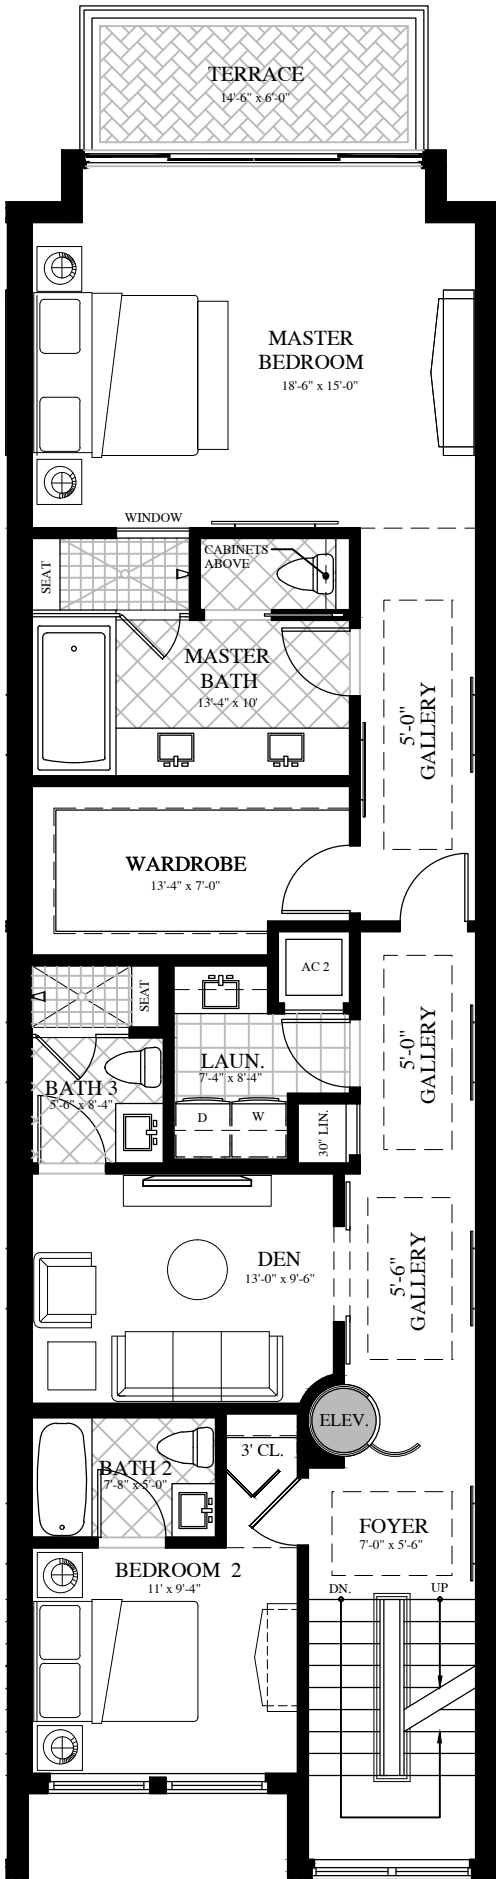 TERRACE
14'-6" x 6'-0"
MASTER
BEDROOM
18'-6" x 15'-0"
WINDOW
SEAT
CABINETS
ABOVE
MASTER
BATH
13'-4" x 10'
5'-0"
GALLERY
WARDROBE
13'-4" x 7'-0"
AC 2
SEAT
5'-0"
GALLERY
LAUN.
7'-4" x 8'-4"
BATH 3
5'-6" x 8'-4"
D
W
30" LIN.
DEN
13'-0" x 9'-6"
5'-6"
GALLERY
ELEV.
3' CL.
BATH 2
7'-8" x 5'-0"
FOYER
7'-0" x 5'-6"
BEDROOM 2
11' x 9'-4"
DN.
UP